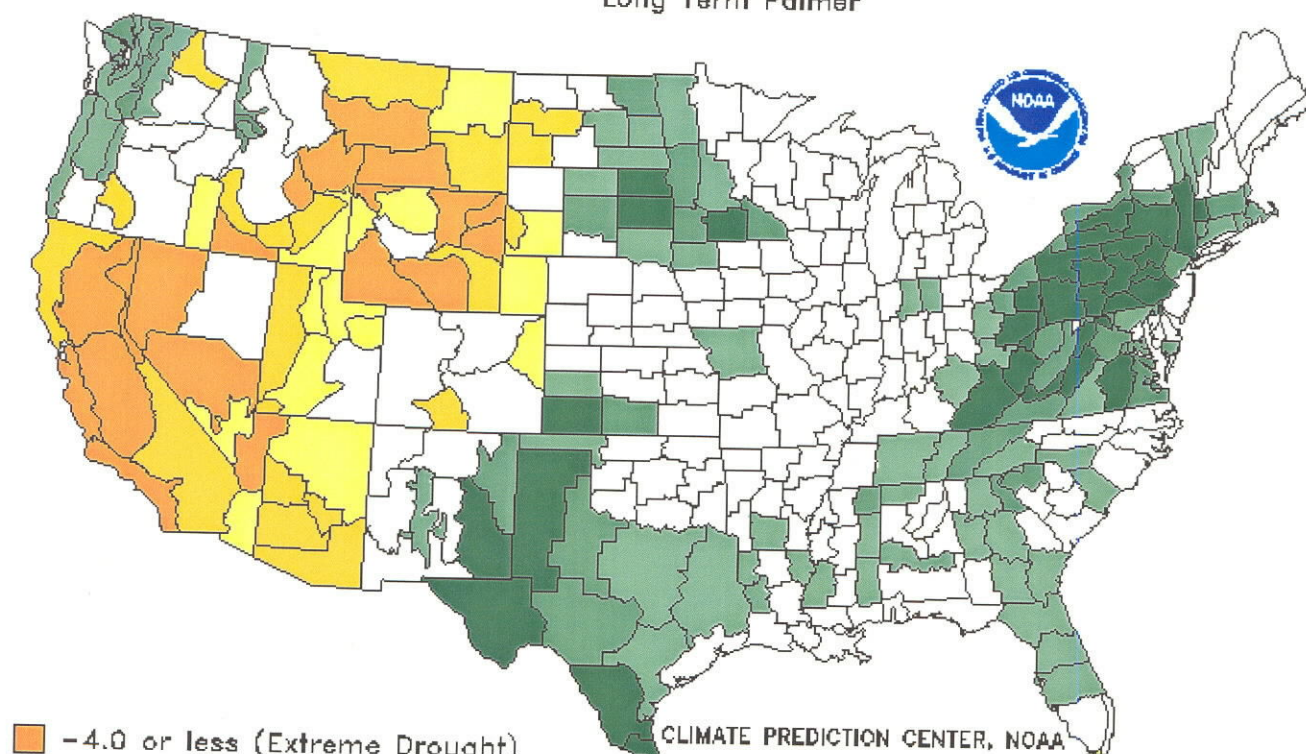 Long Term Palmer
NOAA
CLIMATE PREDICTION CENTER, NOAA
-4.0 or less (Extreme Drought)